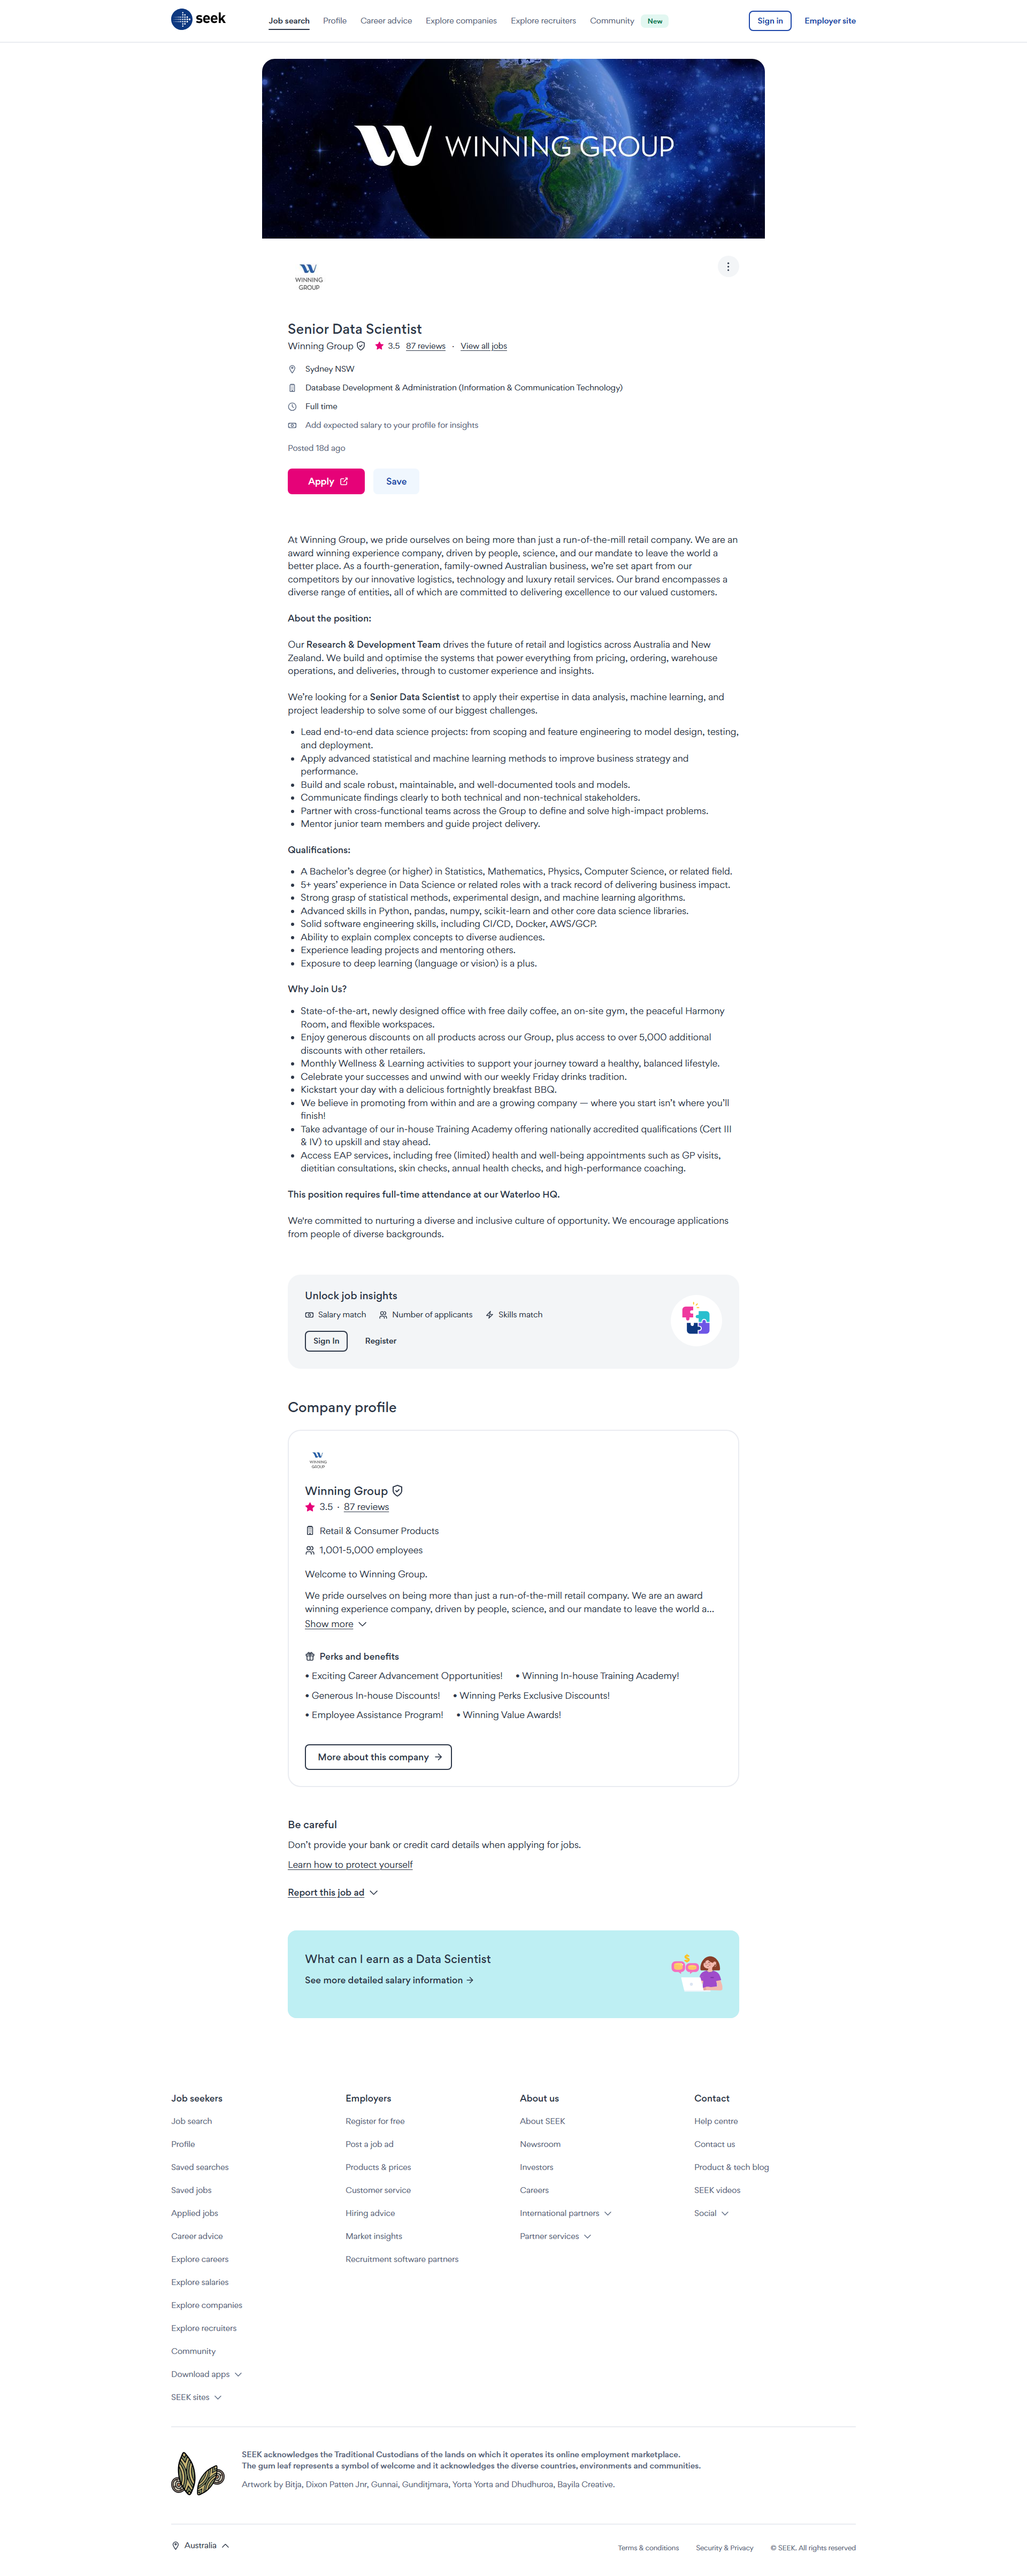 seek
Job search
Profile
Career advice
Explore companies
Explore recruiters
Community
New
Sign in
Employer site
WINNING GROUP
WINNING
GROUP
Senior Data Scientist
Winning Group
3.5
87 reviews
·
View all jobs
Sydney NSW
Database Development & Administration (Information & Communication Technology)
Full time
Add expected salary to your profile for insights
Posted 18d ago
Apply
Save
At Winning Group, we pride ourselves on being more than just a run-of-the-mill retail company. We are an
award winning experience company, driven by people, science, and our mandate to leave the world a
better place. As a fourth-generation, family-owned Australian business, we're set apart from our
competitors by our innovative logistics, technology and luxury retail services. Our brand encompasses a
diverse range of entities, all of which are committed to delivering excellence to our valued customers.
About the position:
Our Research & Development Team drives the future of retail and logistics across Australia and New
Zealand. We build and optimise the systems that power everything from pricing, ordering, warehouse
operations, and deliveries, through to customer experience and insights.
We're looking for a Senior Data Scientist to apply their expertise in data analysis, machine learning, and
project leadership to solve some of our biggest challenges.
• Lead end-to-end data science projects: from scoping and feature engineering to model design, testing,
and deployment.
• Apply advanced statistical and machine learning methods to improve business strategy and
performance.
• Build and scale robust, maintainable, and well-documented tools and models.
• Communicate findings clearly to both technical and non-technical stakeholders.
• Partner with cross-functional teams across the Group to define and solve high-impact problems.
• Mentor junior team members and guide project delivery.
Qualifications:
• A Bachelor's degree (or higher) in Statistics, Mathematics, Physics, Computer Science, or related field.
• 5+ years' experience in Data Science or related roles with a track record of delivering business impact.
• Strong grasp of statistical methods, experimental design, and machine learning algorithms.
• Advanced skills in Python, pandas, numpy, scikit-learn and other core data science libraries.
• Solid software engineering skills, including CI/CD, Docker, AWS/GCP.
• Ability to explain complex concepts to diverse audiences.
• Experience leading projects and mentoring others.
• Exposure to deep learning (language or vision) is a plus.
Why Join Us?
• State-of-the-art, newly designed office with free daily coffee, an on-site gym, the peaceful Harmony
Room, and flexible workspaces.
• Enjoy generous discounts on all products across our Group, plus access to over 5,000 additional
discounts with other retailers.
• Monthly Wellness & Learning activities to support your journey toward a healthy, balanced lifestyle.
• Celebrate your successes and unwind with our weekly Friday drinks tradition.
• Kickstart your day with a delicious fortnightly breakfast BBQ.
• We believe in promoting from within and are a growing company — where you start isn't where you'll
finish!
• Take advantage of our in-house Training Academy offering nationally accredited qualifications (Cert III
& IV) to upskill and stay ahead.
• Access EAP services, including free (limited) health and well-being appointments such as GP visits,
dietitian consultations, skin checks, annual health checks, and high-performance coaching.
This position requires full-time attendance at our Waterloo HQ.
We're committed to nurturing a diverse and inclusive culture of opportunity. We encourage applications
from people of diverse backgrounds.
Unlock job insights
Salary match
Number of applicants
Skills match
Sign In
Register
Company profile
WINNING
GROUP
Winning Group
3.5 · 87 reviews
Retail & Consumer Products
1,001-5,000 employees
Welcome to Winning Group.
We pride ourselves on being more than just a run-of-the-mill retail company. We are an award
winning experience company, driven by people, science, and our mandate to leave the world a…
Show more
Perks and benefits
• Exciting Career Advancement Opportunities! • Winning In-house Training Academy!
• Generous In-house Discounts! • Winning Perks Exclusive Discounts!
• Employee Assistance Program! • Winning Value Awards!
More about this company
Be careful
Don't provide your bank or credit card details when applying for jobs.
Learn how to protect yourself
Report this job ad
What can I earn as a Data Scientist
See more detailed salary information
Job seekers
Job search
Profile
Saved searches
Saved jobs
Applied jobs
Career advice
Explore careers
Explore salaries
Explore companies
Explore recruiters
Community
Download apps
SEEK sites
Employers
Register for free
Post a job ad
Products & prices
Customer service
Hiring advice
Market insights
Recruitment software partners
About us
About SEEK
Newsroom
Investors
Careers
International partners
Partner services
Contact
Help centre
Contact us
Product & tech blog
SEEK videos
Social
SEEK acknowledges the Traditional Custodians of the lands on which it operates its online employment marketplace.
The gum leaf represents a symbol of welcome and it acknowledges the diverse countries, environments and communities.
Artwork by Bitja, Dixon Patten Jnr, Gunnai, Gunditjmara, Yorta Yorta and Dhudhuroa, Bayila Creative.
Australia
Terms & conditions
Security & Privacy
© SEEK. All rights reserved